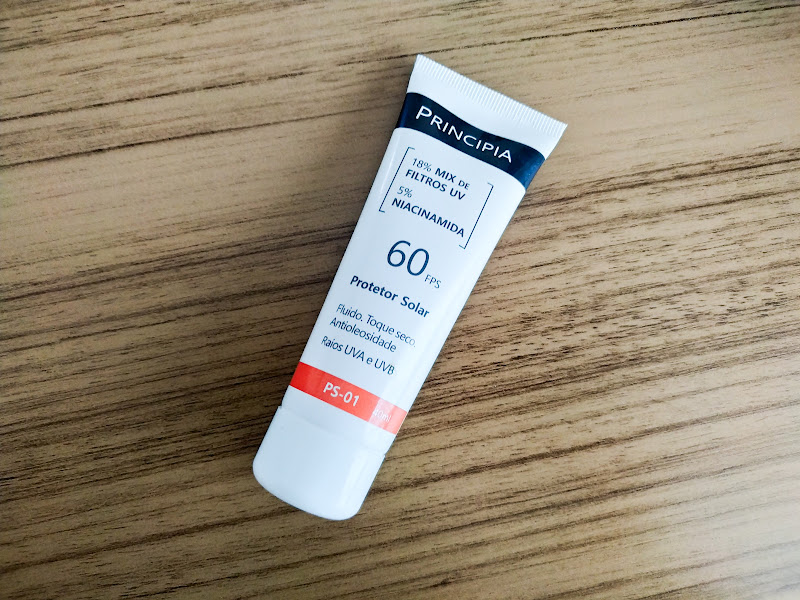 PRINCIPIA
18% MIX DE
FILTROS UV
5%
NIACINAMIDA
60 FPS
Protetor Solar
Fluido. Toque seco.
Antioleosidade
Raios UVA e UVB
PS-01